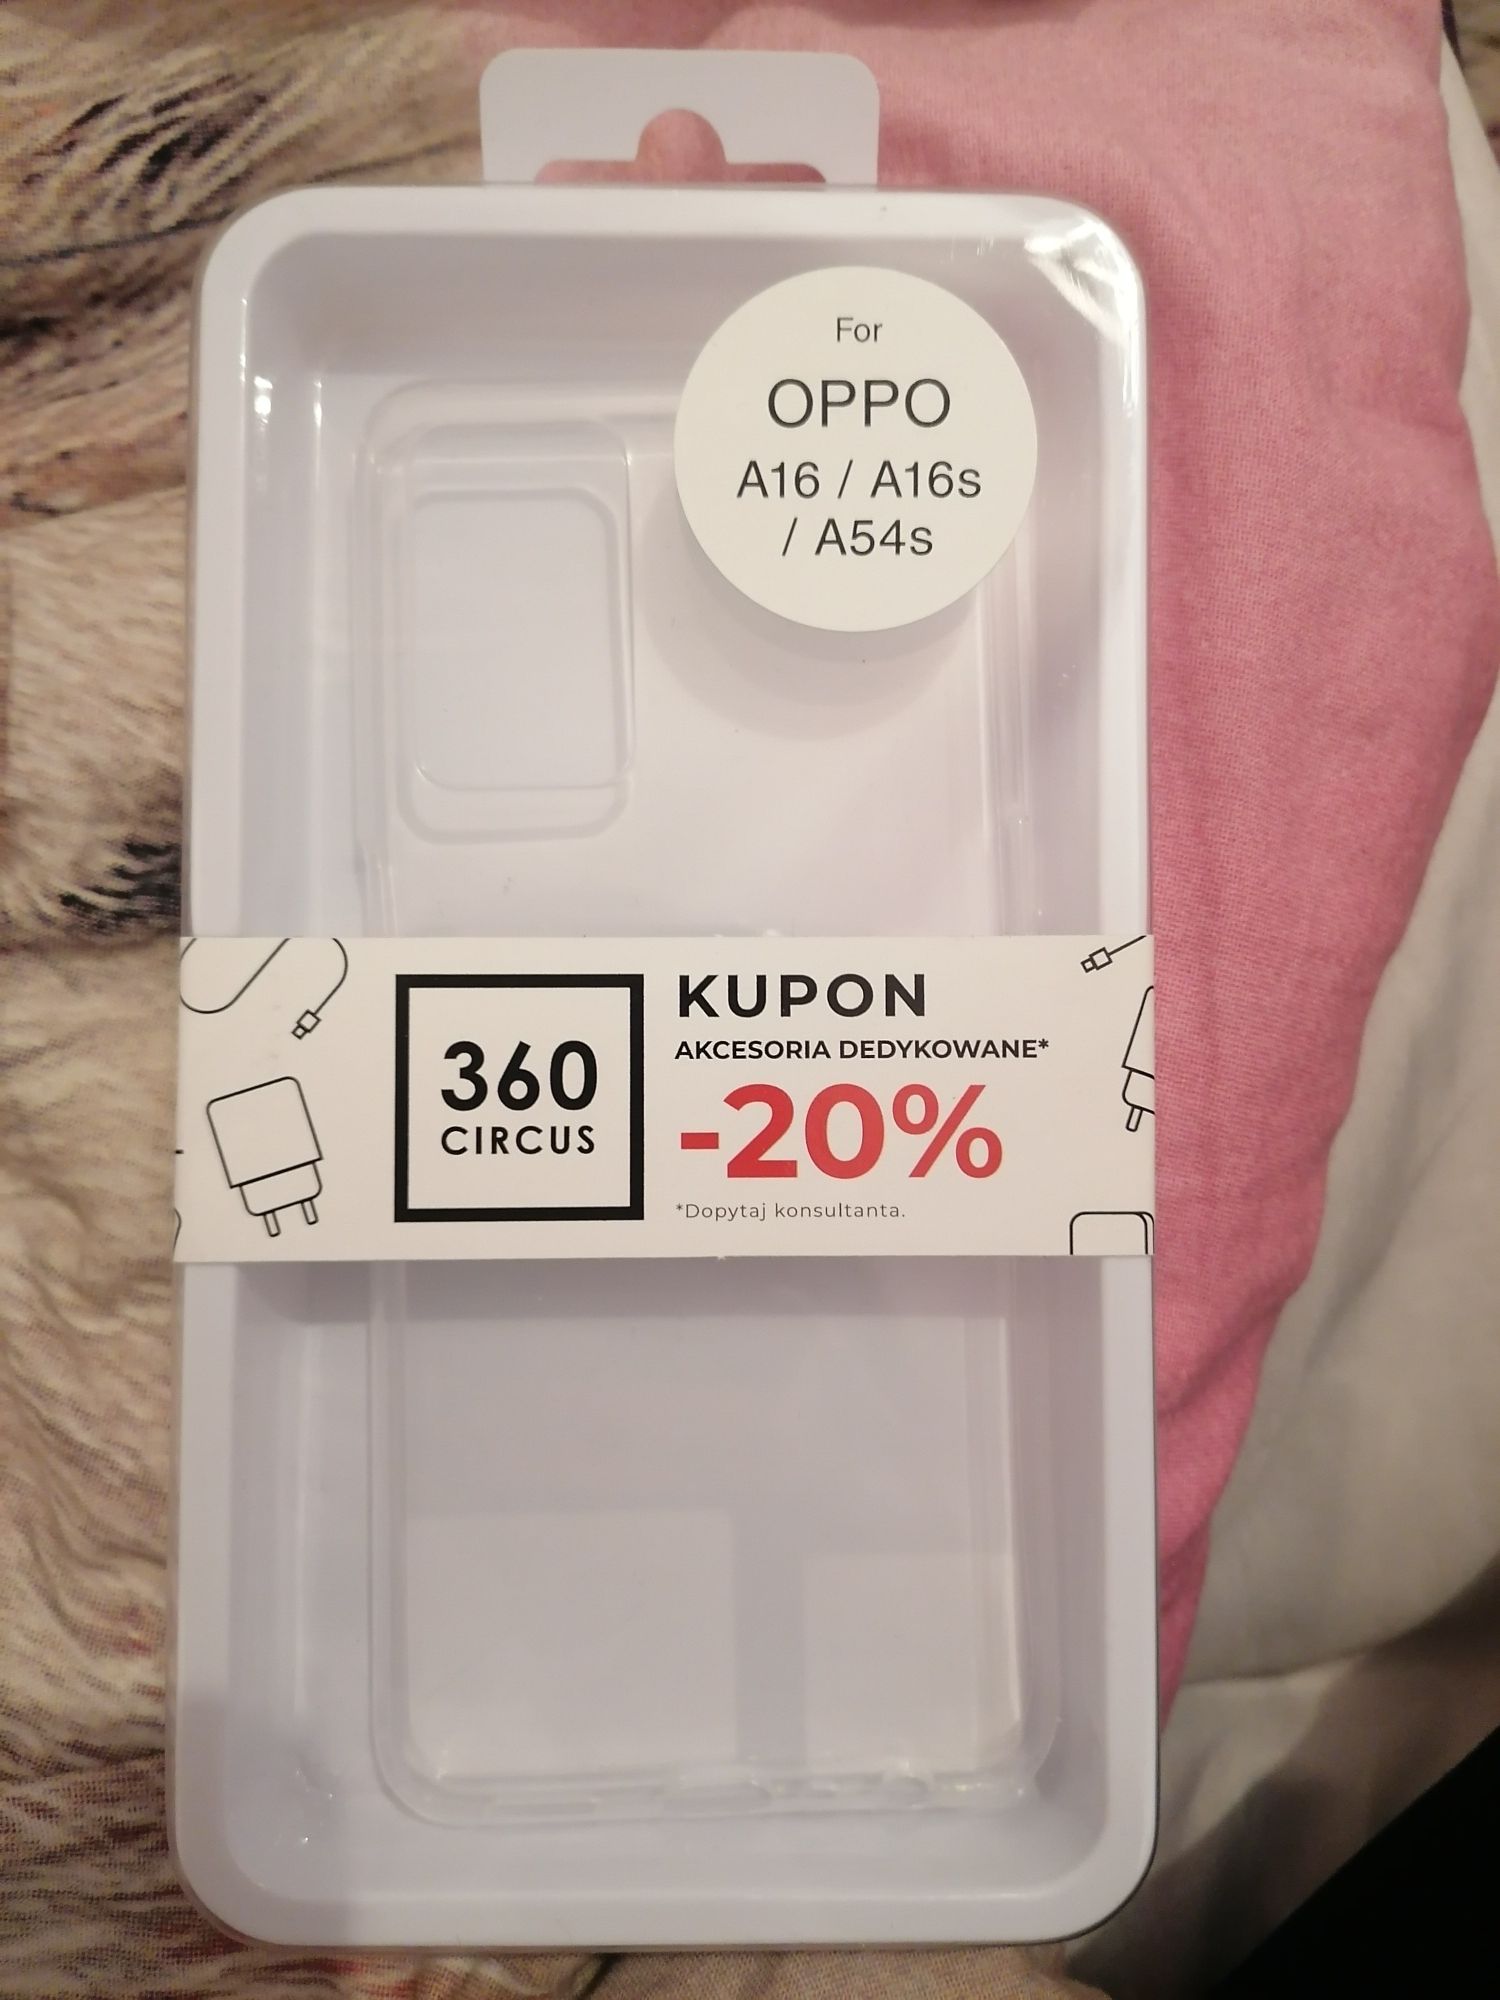 For
OPPO
A16 / A16s
/ A54s
360
CIRCUS
KUPON
AKCESORIA DEDYKOWANE*
-20%
*Dopytaj konsultanta.